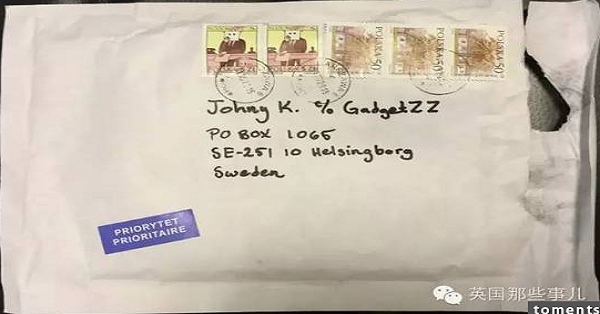 POLSKA 50
POLSKA 50
POLSKA 50
Johny K. c/o GadgetZZ
PO BOX 1065
SE-251 10 Helsingborg
Sweden
PRIORYTET
PRIORITAIRE
英国那些事儿
toments